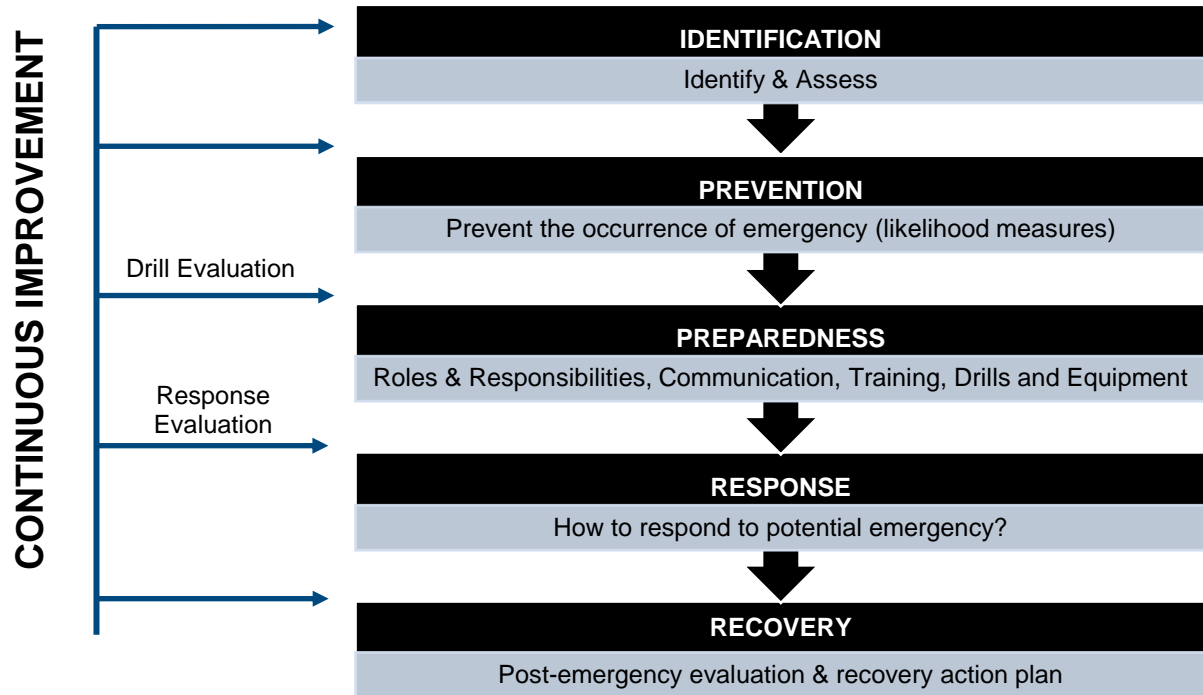 CONTINUOUS IMPROVEMENT
IDENTIFICATION
Identify & Assess
PREVENTION
Prevent the occurrence of emergency (likelihood measures)
Drill Evaluation
PREPAREDNESS
Roles & Responsibilities, Communication, Training, Drills and Equipment
Response
Evaluation
RESPONSE
How to respond to potential emergency?
RECOVERY
Post-emergency evaluation & recovery action plan